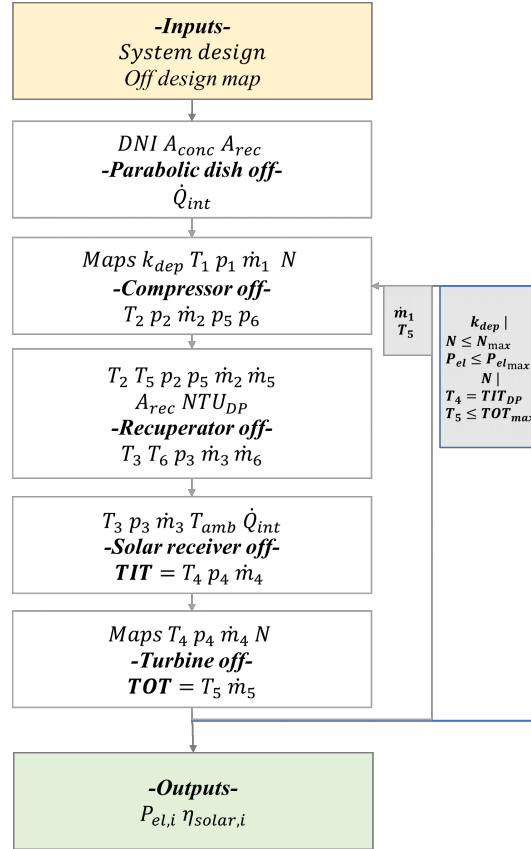 -Inputs-
System design
Off design map
DNI A_conc A_rec
-Parabolic dish off-
Q̇_int
Maps k_dep T_1 p_1 ṁ_1 N
-Compressor off-
T_2 p_2 ṁ_2 p_5 p_6
ṁ_1
T_5
k_dep |
N ≤ N_max
P_el ≤ P_el_max
N |
T_4 = TIT_DP
T_5 ≤ TOT_max
T_2 T_5 p_2 p_5 ṁ_2 ṁ_5
A_rec NTU_DP
-Recuperator off-
T_3 T_6 p_3 ṁ_3 ṁ_6
T_3 p_3 ṁ_3 T_amb Q̇_int
-Solar receiver off-
TIT = T_4 p_4 ṁ_4
Maps T_4 p_4 ṁ_4 N
-Turbine off-
TOT = T_5 ṁ_5
-Outputs-
P_el,i η_solar,i